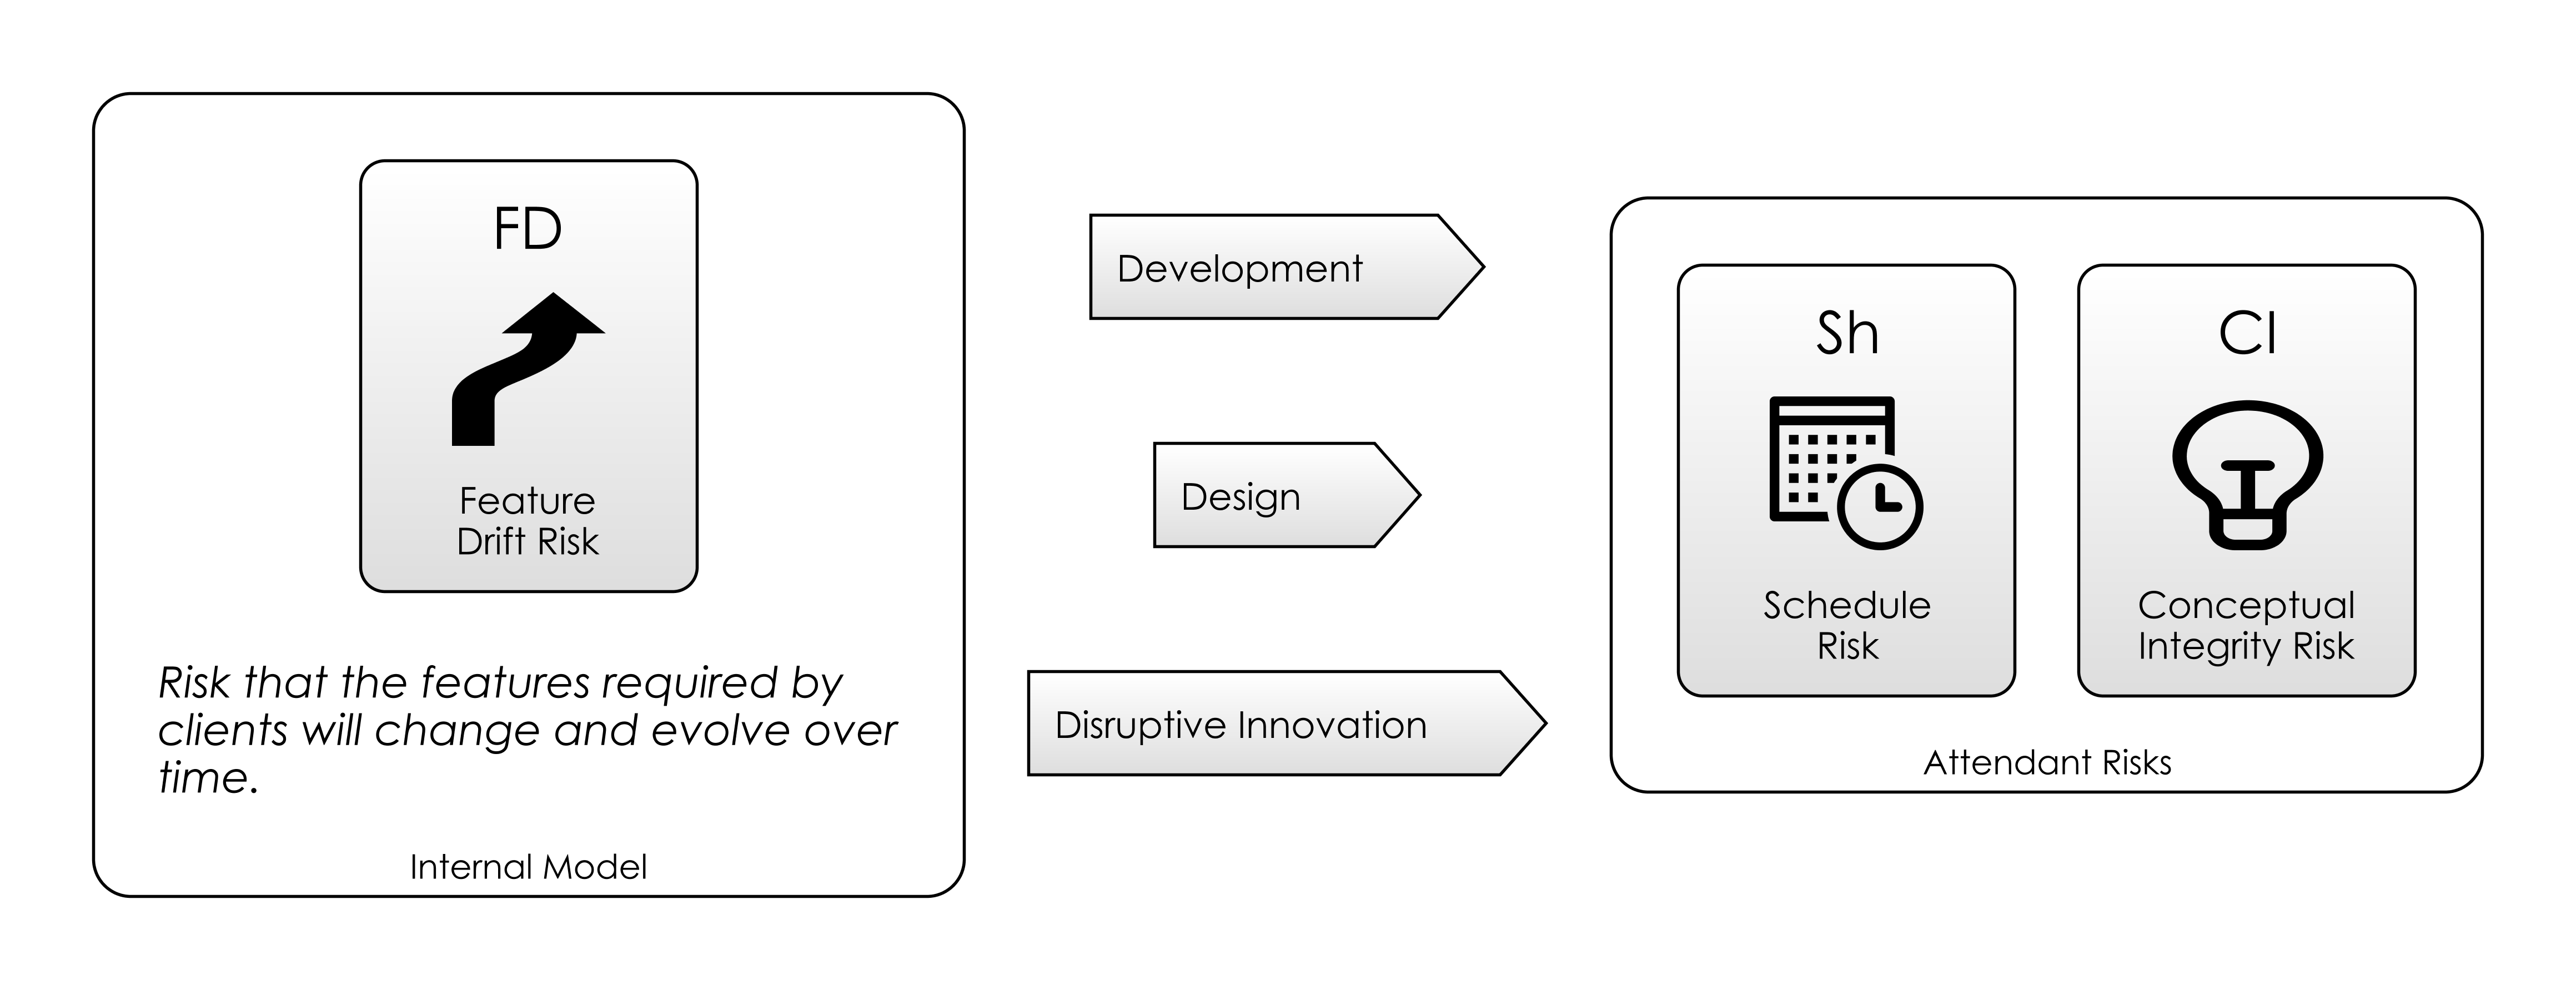 FD
Feature
Drift Risk
Risk that the features required by
clients will change and evolve over
time.
Internal Model
Development
Design
Disruptive Innovation
Sh
Schedule
Risk
CI
Conceptual
Integrity Risk
Attendant Risks